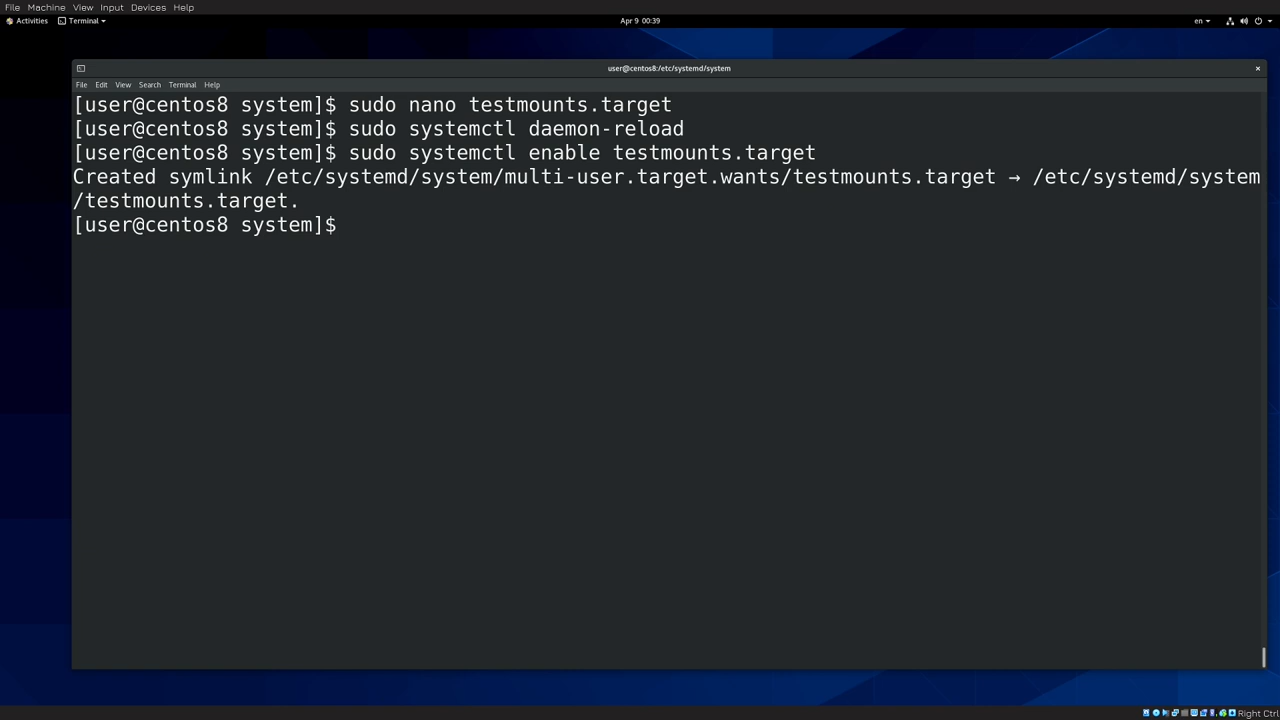 File Machine View Input Devices Help
Activities Terminal Apr 9 00:39 en
user@centos8:/etc/systemd/system
File Edit View Search Terminal Help
[user@centos8 system]$ sudo nano testmounts.target
[user@centos8 system]$ sudo systemctl daemon-reload
[user@centos8 system]$ sudo systemctl enable testmounts.target
Created symlink /etc/systemd/system/multi-user.target.wants/testmounts.target → /etc/systemd/system
/testmounts.target.
[user@centos8 system]$
Right Ctrl